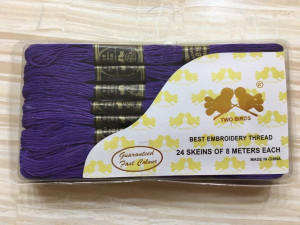 ®
TWO BIRDS
BEST EMBROIDERY THREAD
24 SKEINS OF 8 METERS EACH
MADE IN CHINA
Guaranteed
Fast Colour